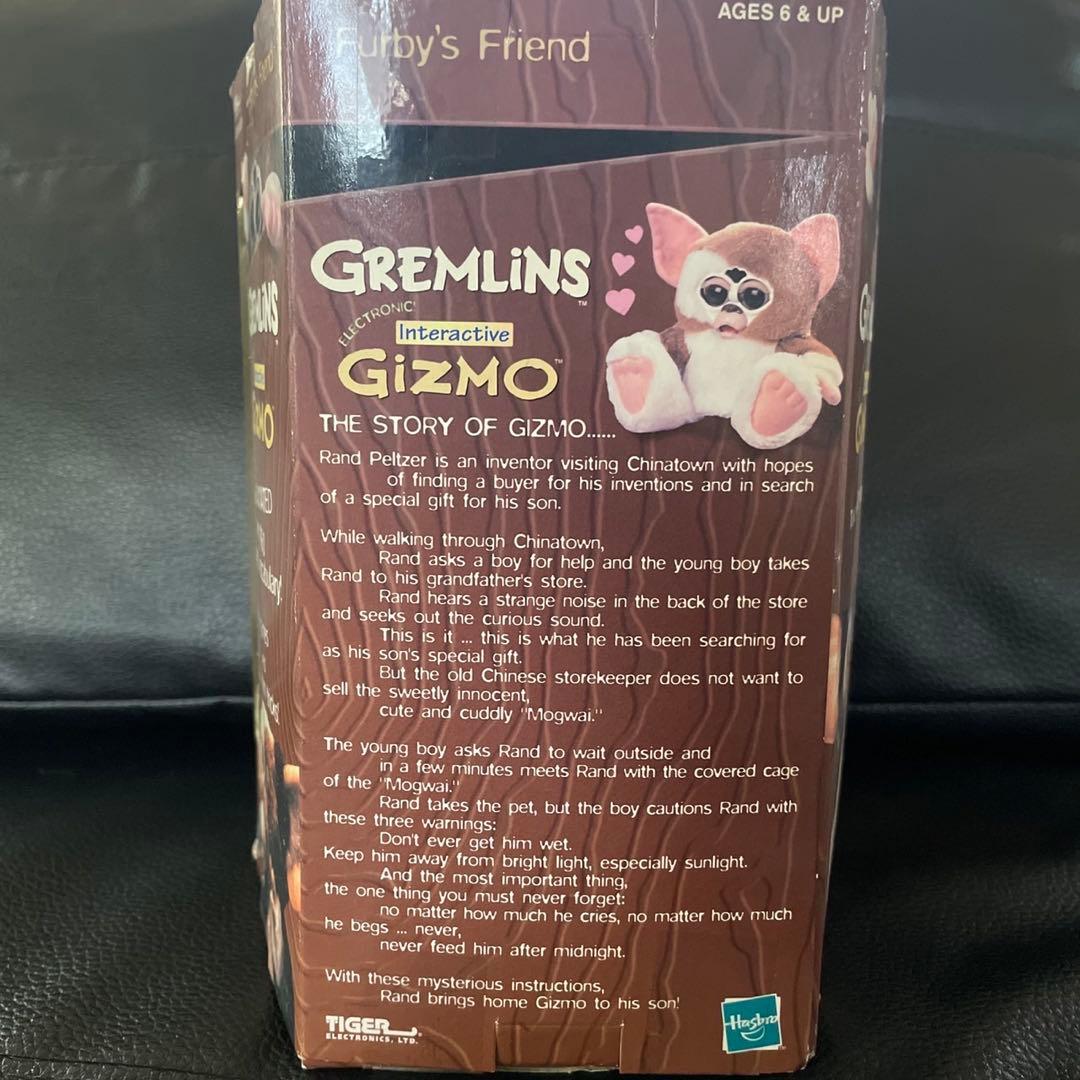 AGES 6 & UP
Furby's Friend
GREMLiNS™
ELECTRONIC
Interactive
GiZMO™
THE STORY OF GIZMO......
Rand Peltzer is an inventor visiting Chinatown with hopes
of finding a buyer for his inventions and in search
of a special gift for his son.
While walking through Chinatown,
Rand asks a boy for help and the young boy takes
Rand to his grandfather's store.
Rand hears a strange noise in the back of the store
and seeks out the curious sound.
This is it ... this is what he has been searching for
as his son's special gift.
But the old Chinese storekeeper does not want to
sell the sweetly innocent,
cute and cuddly "Mogwai."
The young boy asks Rand to wait outside and
in a few minutes meets Rand with the covered cage
of the "Mogwai."
Rand takes the pet, but the boy cautions Rand with
these three warnings:
Don't ever get him wet.
Keep him away from bright light, especially sunlight.
And the most important thing,
the one thing you must never forget:
no matter how much he cries, no matter how much
he begs ... never,
never feed him after midnight.
With these mysterious instructions,
Rand brings home Gizmo to his son!
TIGER
ELECTRONICS, LTD.
Hasbro